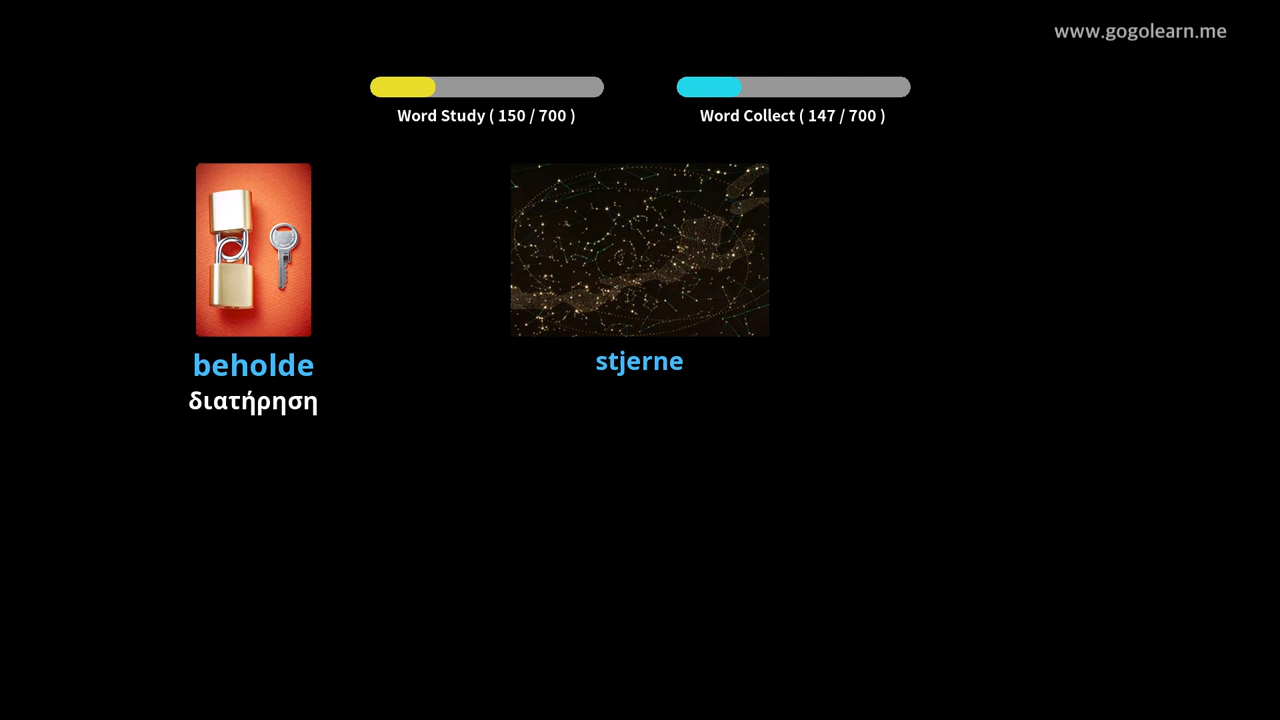 www.gogolearn.me
Word Study ( 150 / 700 )
Word Collect ( 147 / 700 )
beholde
διατήρηση
stjerne